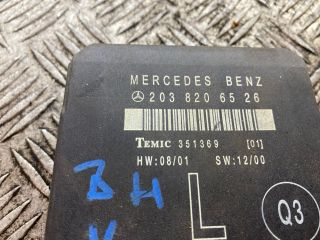 MERCEDES BENZ
203 820 65 26
TEMIC 351369 [01]
HW:08/01 SW:12/00
B H
L Q3